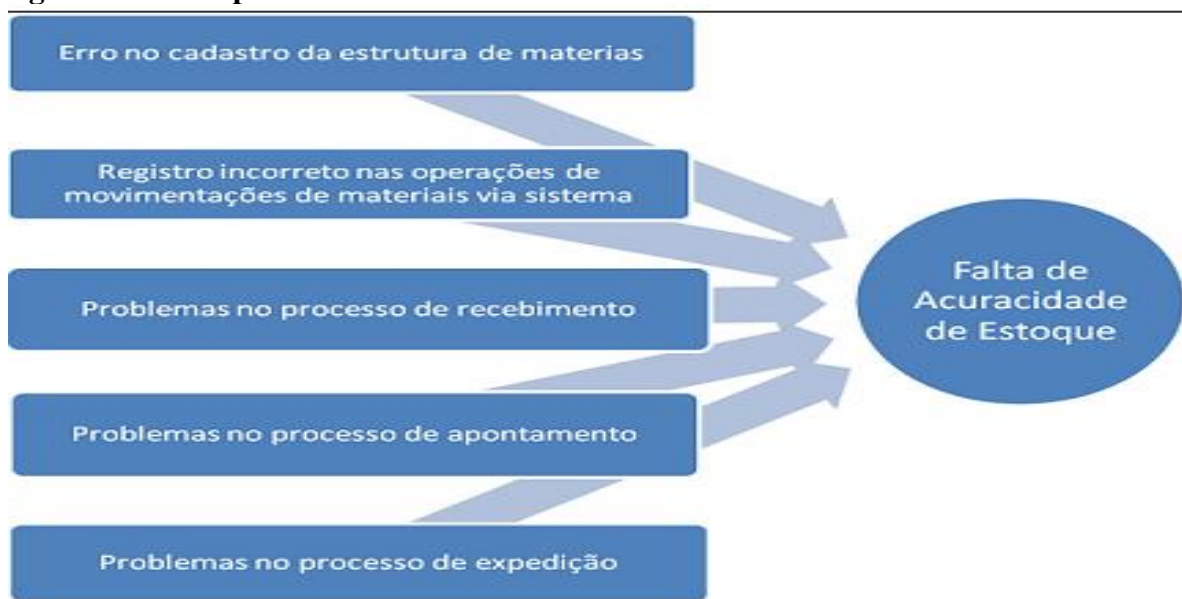 Erro no cadastro da estrutura de materias
Registro incorreto nas operações de
movimentações de materiais via sistema
Problemas no processo de recebimento
Problemas no processo de apontamento
Problemas no processo de expedição
Falta de
Acuracidade
de Estoque